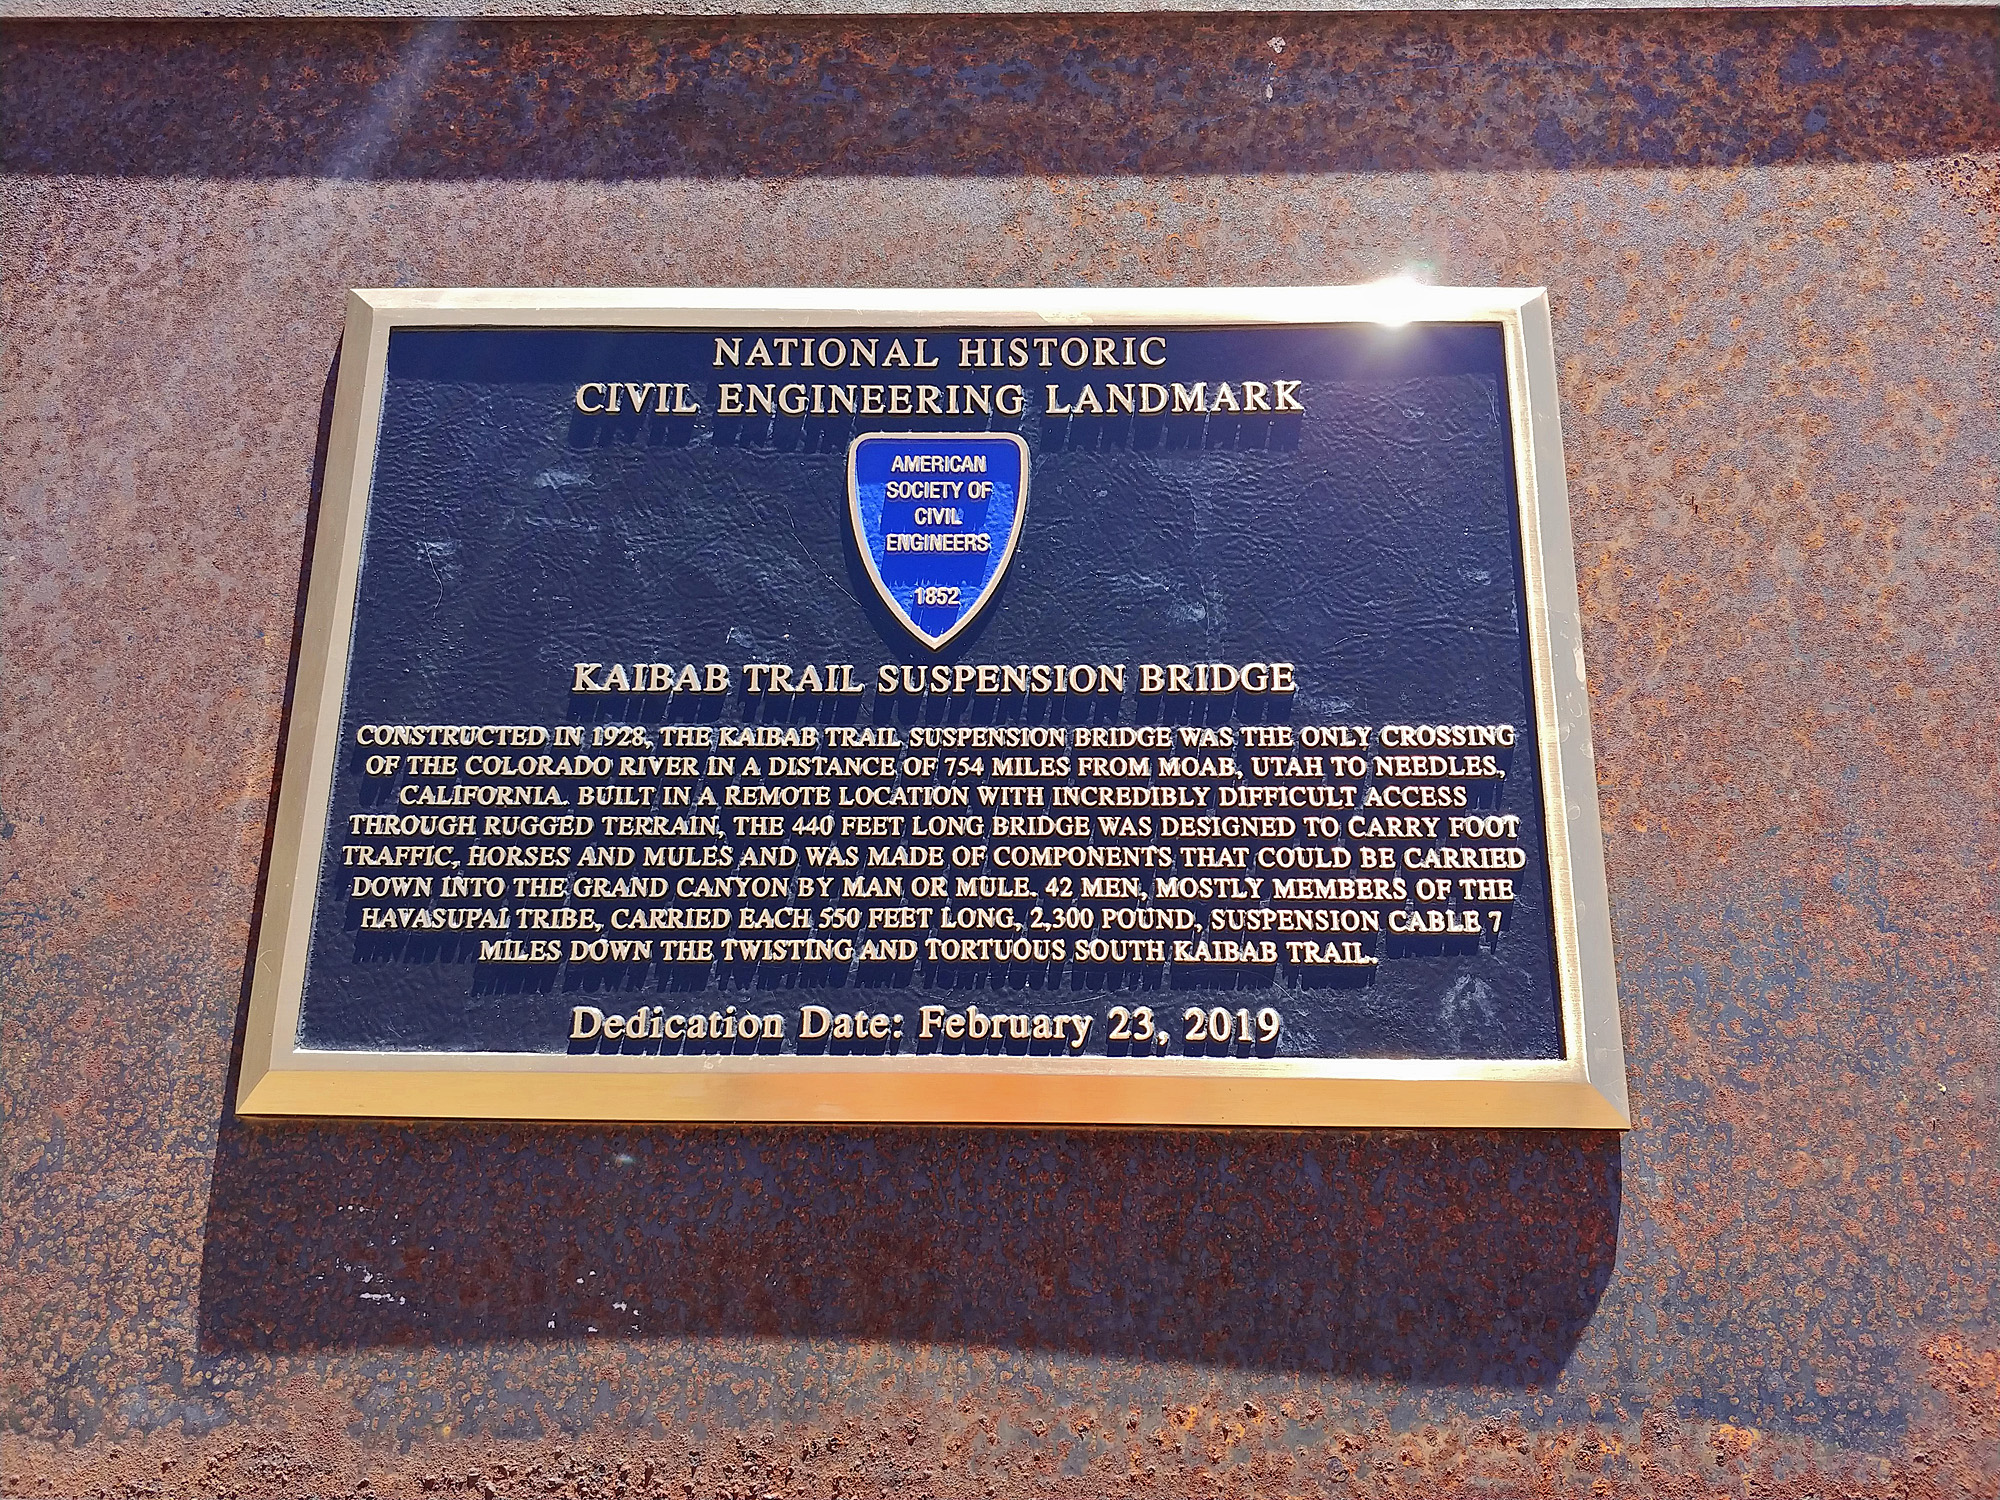 NATIONAL HISTORIC
CIVIL ENGINEERING LANDMARK
AMERICAN
SOCIETY OF
CIVIL
ENGINEERS
1852
KAIBAB TRAIL SUSPENSION BRIDGE
CONSTRUCTED IN 1928, THE KAIBAB TRAIL SUSPENSION BRIDGE WAS THE ONLY CROSSING
OF THE COLORADO RIVER IN A DISTANCE OF 754 MILES FROM MOAB, UTAH TO NEEDLES,
CALIFORNIA. BUILT IN A REMOTE LOCATION WITH INCREDIBLY DIFFICULT ACCESS
THROUGH RUGGED TERRAIN, THE 440 FEET LONG BRIDGE WAS DESIGNED TO CARRY FOOT
TRAFFIC, HORSES AND MULES AND WAS MADE OF COMPONENTS THAT COULD BE CARRIED
DOWN INTO THE GRAND CANYON BY MAN OR MULE. 42 MEN, MOSTLY MEMBERS OF THE
HAVASUPAI TRIBE, CARRIED EACH 550 FEET LONG, 2,300 POUND, SUSPENSION CABLE 7
MILES DOWN THE TWISTING AND TORTUOUS SOUTH KAIBAB TRAIL.
Dedication Date: February 23, 2019